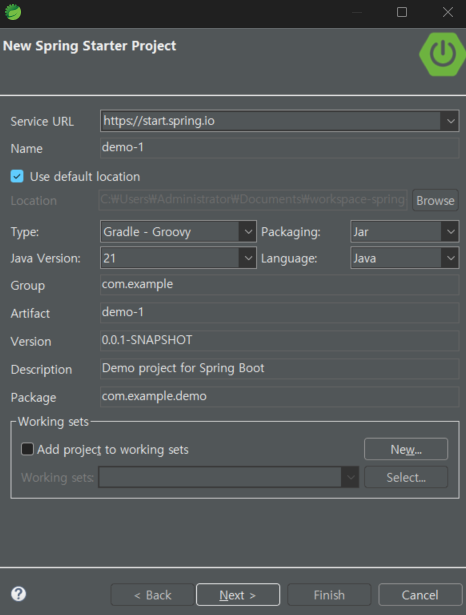 New Spring Starter Project
Service URL https://start.spring.io
Name demo-1
Use default location
Location C:₩Users₩Administrator₩Documents₩workspace-spring Browse
Type: Gradle - Groovy Packaging: Jar
Java Version: 21 Language: Java
Group com.example
Artifact demo-1
Version 0.0.1-SNAPSHOT
Description Demo project for Spring Boot
Package com.example.demo
Working sets
Add project to working sets New...
Working sets: Select...
? < Back Next > Finish Cancel